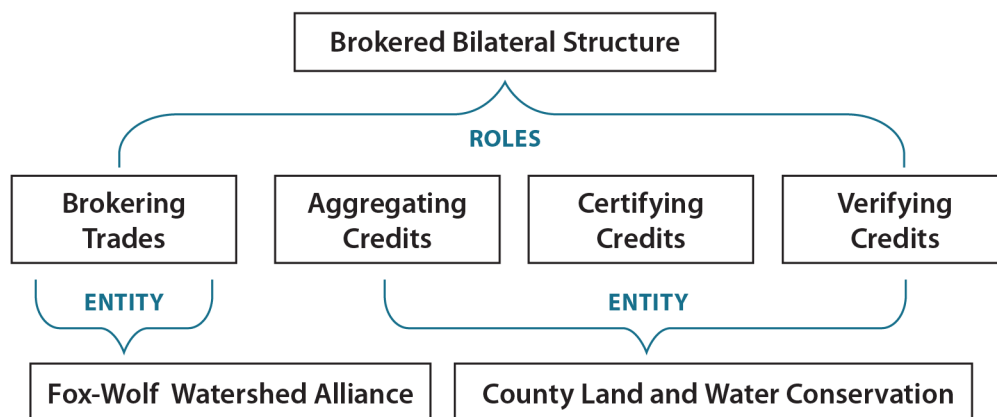 Brokered Bilateral Structure
ROLES
Brokering
Trades
Aggregating
Credits
Certifying
Credits
Verifying
Credits
ENTITY
ENTITY
Fox-Wolf Watershed Alliance
County Land and Water Conservation